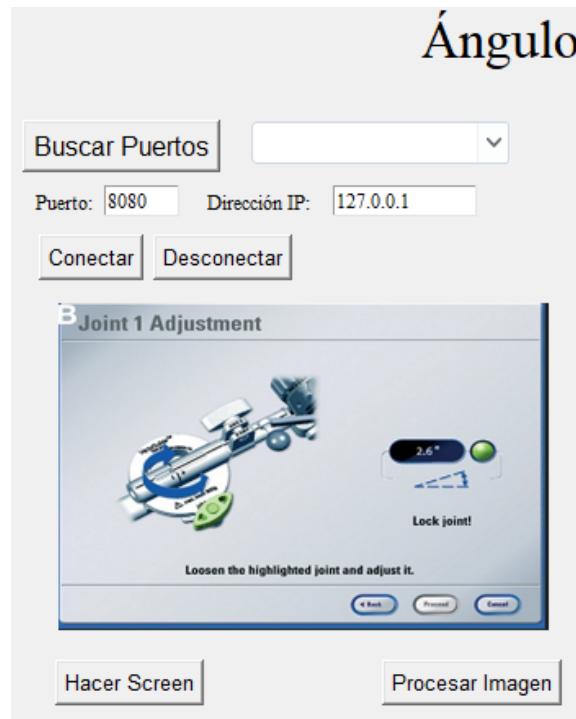 Ángulo
Buscar Puertos
Puerto: 8080 Dirección IP: 127.0.0.1
Conectar Desconectar
B
Joint 1 Adjustment
2.6°
Lock joint!
Loosen the highlighted joint and adjust it.
< Back Proceed Cancel
Hacer Screen Procesar Imagen